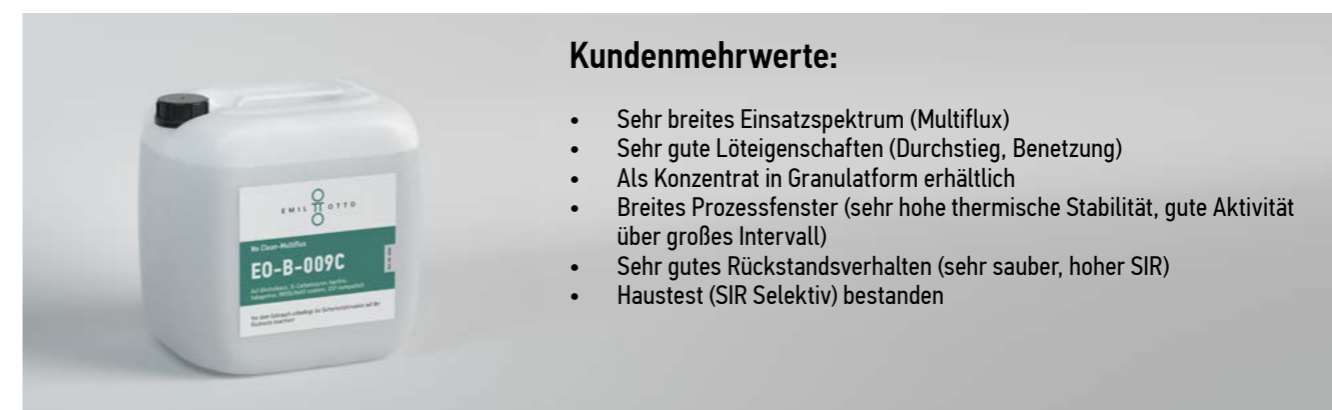 Kundenmehrwerte:
• Sehr breites Einsatzspektrum (Multiflux)
• Sehr gute Löteigenschaften (Durchstieg, Benetzung)
• Als Konzentrat in Granulatform erhältlich
• Breites Prozessfenster (sehr hohe thermische Stabilität, gute Aktivität
über großes Intervall)
• Sehr gutes Rückstandsverhalten (sehr sauber, hoher SIR)
• Haustest (SIR Selektiv) bestanden
EMIL OTTO
No Clean-Multiflux
EO-B-009C